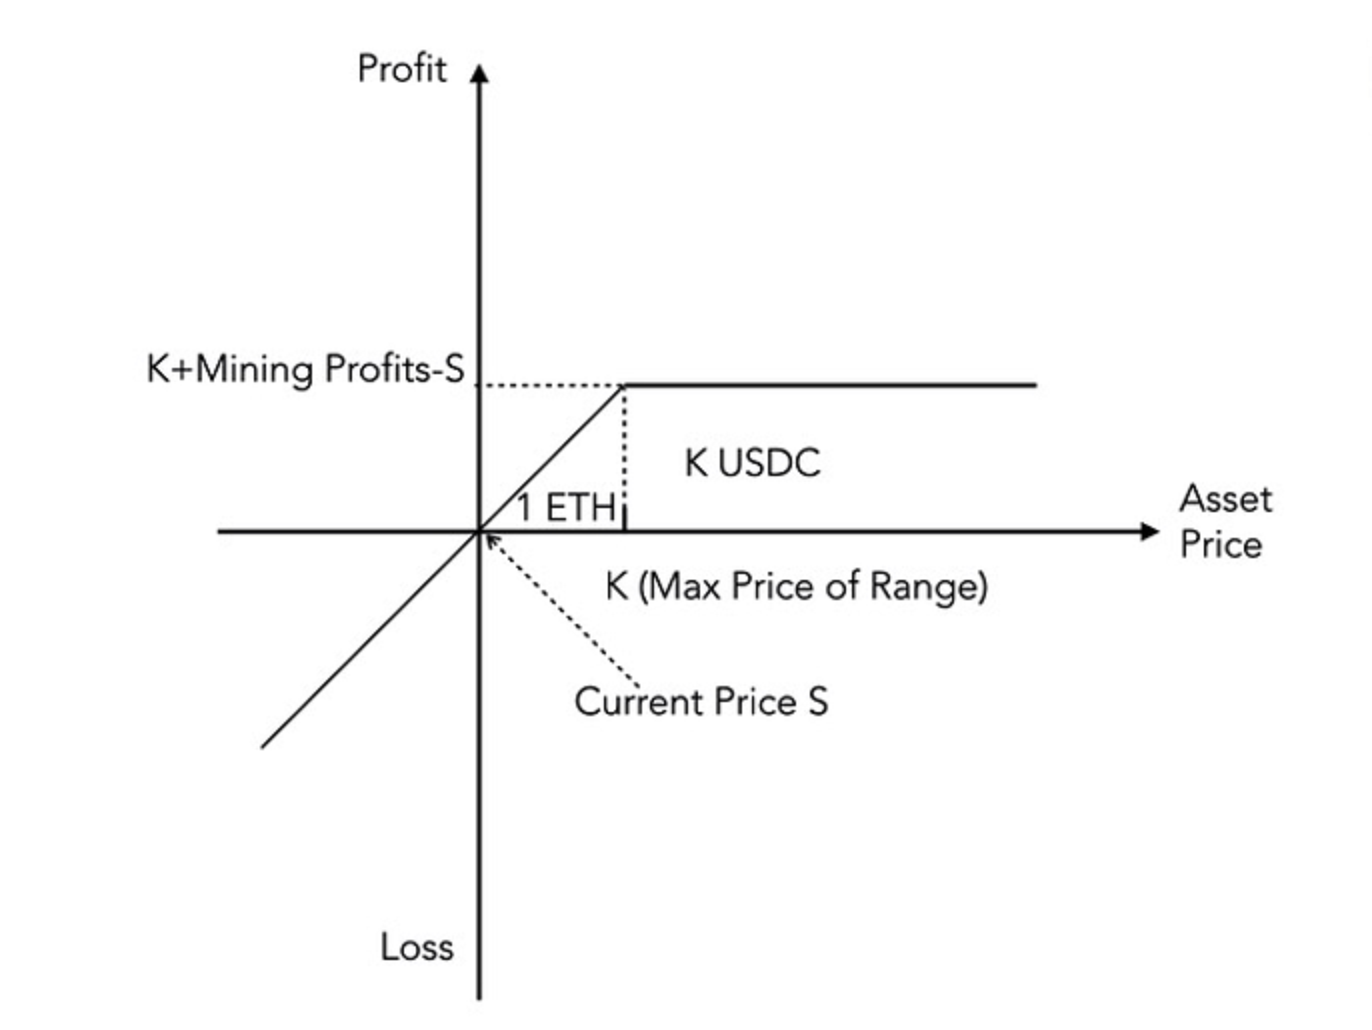 Profit
K+Mining Profits-S
K USDC
1 ETH
Asset
Price
K (Max Price of Range)
Current Price S
Loss